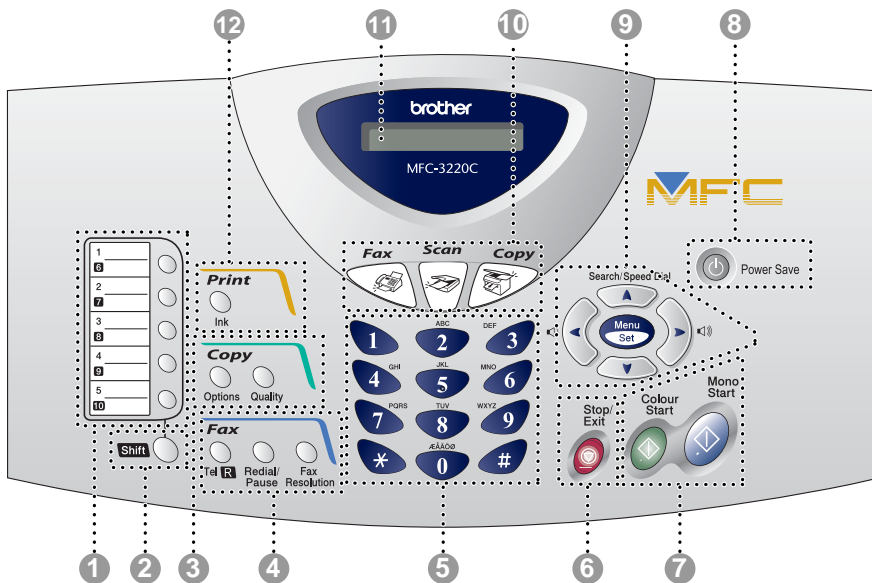 12 11 10 9 8
brother
MFC-3220C
MFC
Fax Scan Copy
Power Save
Search/Speed Dial
Menu
Set
1
6
2
7
3
8
4
9
5
10
Shift
Print
Ink
Copy
Options Quality
Fax
Tel R Redial/ Fax
Pause Resolution
1 ABC 2 DEF 3
GHI 4 JKL 5 MNO 6
PQRS 7 TUV 8 WXYZ 9
* ÆÅÄÖØ 0 #
Stop/
Exit
Colour
Start
Mono
Start
1 2 3 4 5 6 7